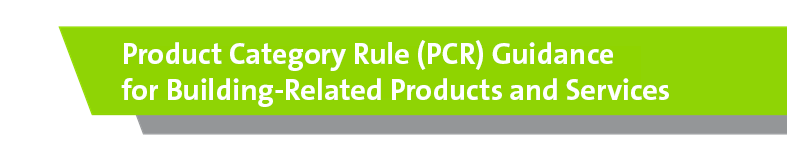 Product Category Rule (PCR) Guidance
for Building-Related Products and Services